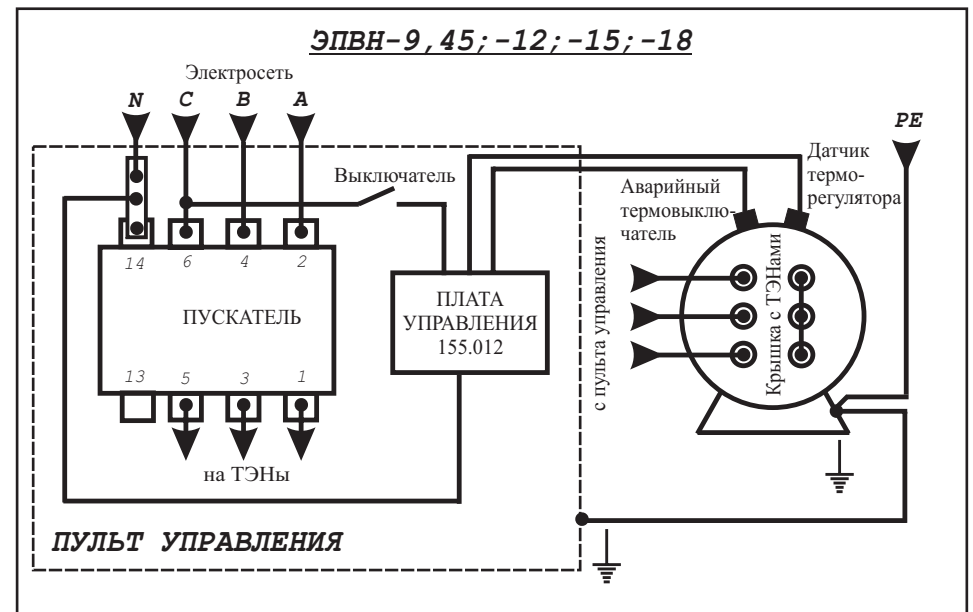 ЭПВН-9,45;-12;-15;-18
Электросеть
N C B A
PE
Выключатель
Аварийный
термовыклю-
чатель
Датчик
термо-
регулятора
14 6 4 2
ПУСКАТЕЛЬ
13 5 3 1
на ТЭНы
ПЛАТА
УПРАВЛЕНИЯ
155.012
с пульта управления
Крышка с ТЭНами
ПУЛЬТ УПРАВЛЕНИЯ